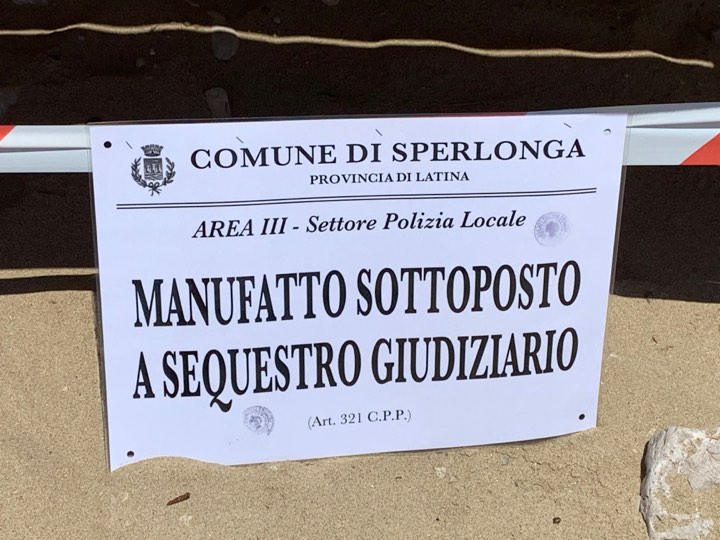 COMUNE DI SPERLONGA
PROVINCIA DI LATINA
AREA III - Settore Polizia Locale
MANUFATTO SOTTOPOSTO
A SEQUESTRO GIUDIZIARIO
(Art. 321 C.P.P.)